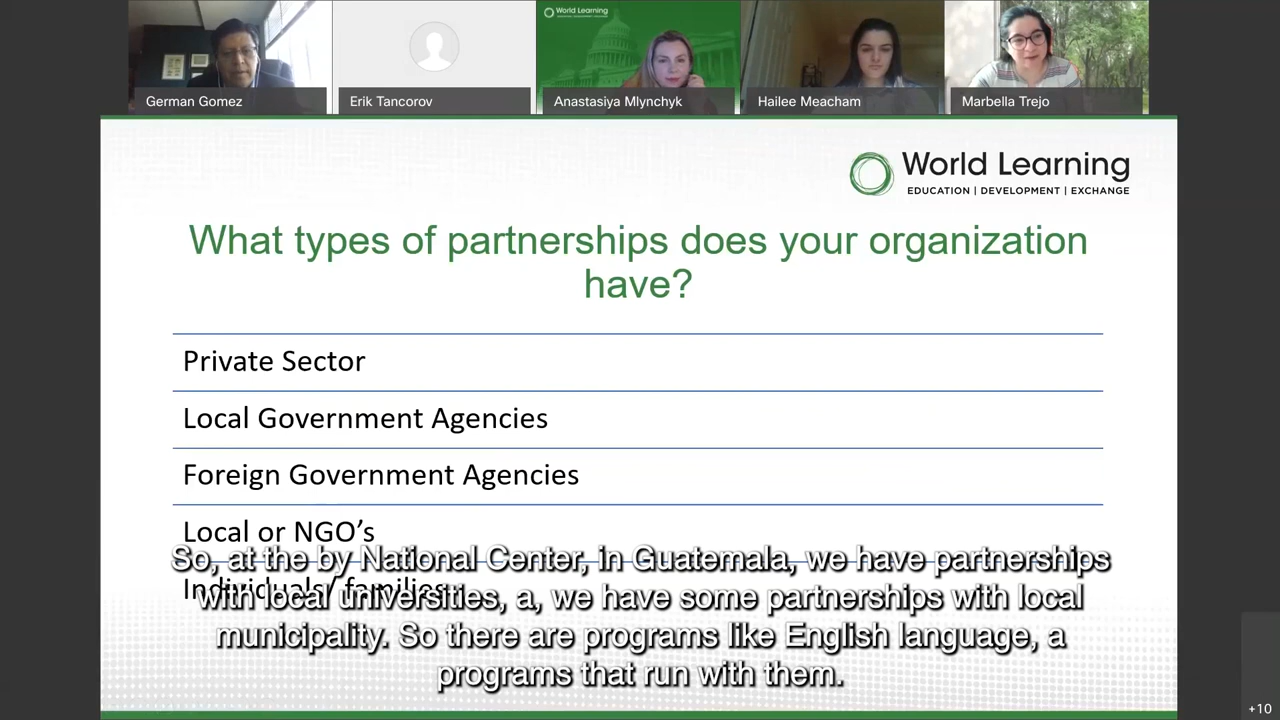 World Learning
German Gomez
Erik Tancorov
Anastasiya Mlynchyk
Hailee Meacham
Marbella Trejo
World Learning
EDUCATION | DEVELOPMENT | EXCHANGE
What types of partnerships does your organization
have?
Private Sector
Local Government Agencies
Foreign Government Agencies
Local or NGO's
Individuals/ families
So, at the by National Center, in Guatemala, we have partnerships
with local universities, a, we have some partnerships with local
municipality. So there are programs like English language, a
programs that run with them.
+10